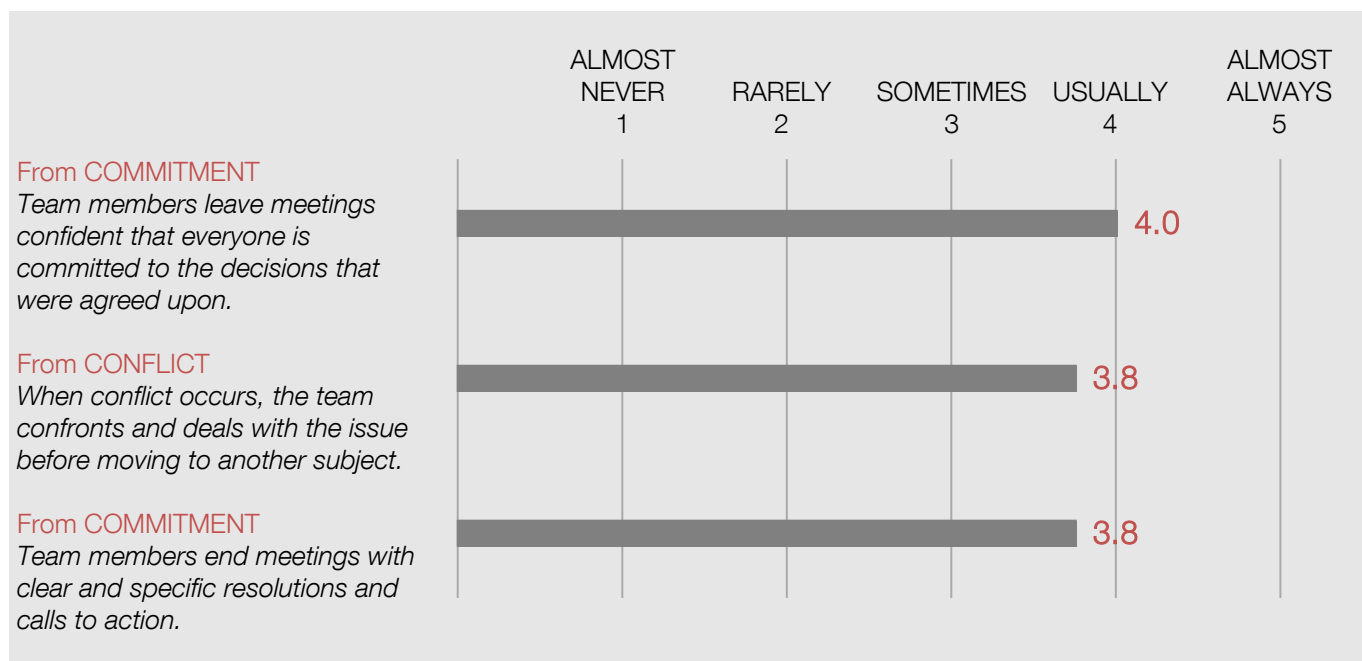 ALMOST NEVER 1
RARELY 2
SOMETIMES 3
USUALLY 4
ALMOST ALWAYS 5
From COMMITMENT
Team members leave meetings
confident that everyone is
committed to the decisions that
were agreed upon.
4.0
From CONFLICT
When conflict occurs, the team
confronts and deals with the issue
before moving to another subject.
3.8
From COMMITMENT
Team members end meetings with
clear and specific resolutions and
calls to action.
3.8